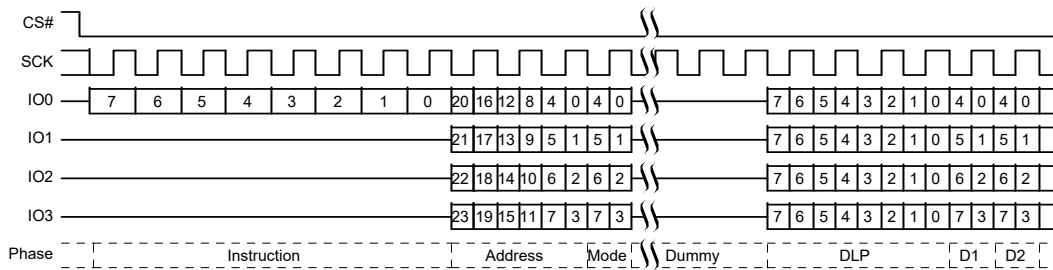 CS#
SCK
IO0 7 6 5 4 3 2 1 0 20 16 12 8 4 0 4 0 7 6 5 4 3 2 1 0 4 0 4 0
IO1 21 17 13 9 5 1 5 1 7 6 5 4 3 2 1 0 5 1 5 1
IO2 22 18 14 10 6 2 6 2 7 6 5 4 3 2 1 0 6 2 6 2
IO3 23 19 15 11 7 3 7 3 7 6 5 4 3 2 1 0 7 3 7 3
Phase Instruction Address Mode Dummy DLP D1 D2